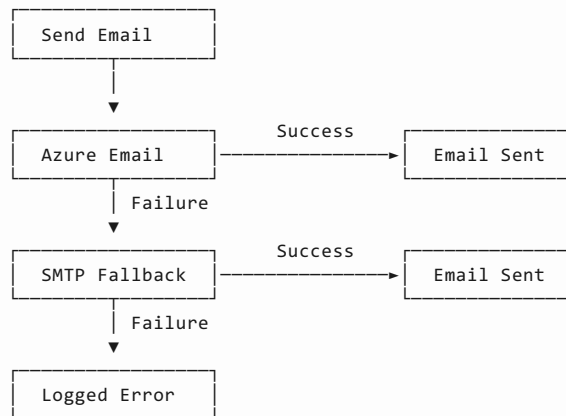 Send Email
Success
Azure Email
Email Sent
Failure
Success
SMTP Fallback
Email Sent
Failure
Logged Error